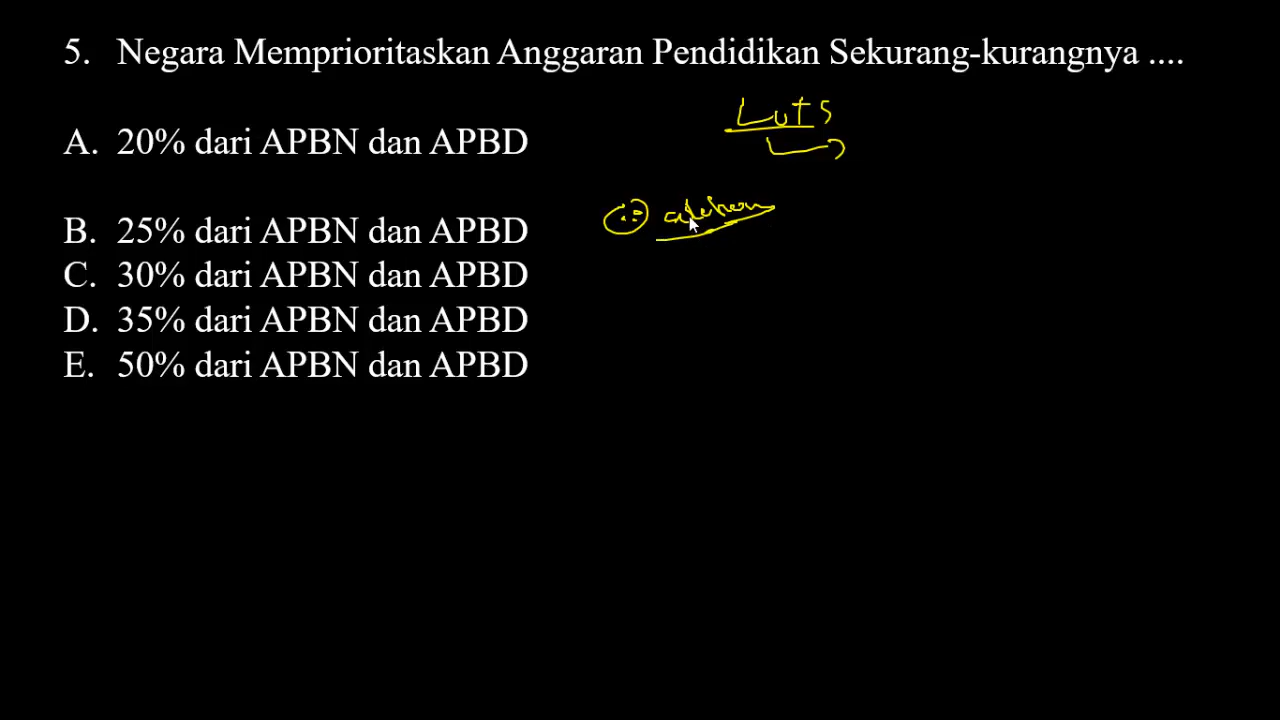 5. Negara Memprioritaskan Anggaran Pendidikan Sekurang-kurangnya ....
A. 20% dari APBN dan APBD
B. 25% dari APBN dan APBD
C. 30% dari APBN dan APBD
D. 35% dari APBN dan APBD
E. 50% dari APBN dan APBD